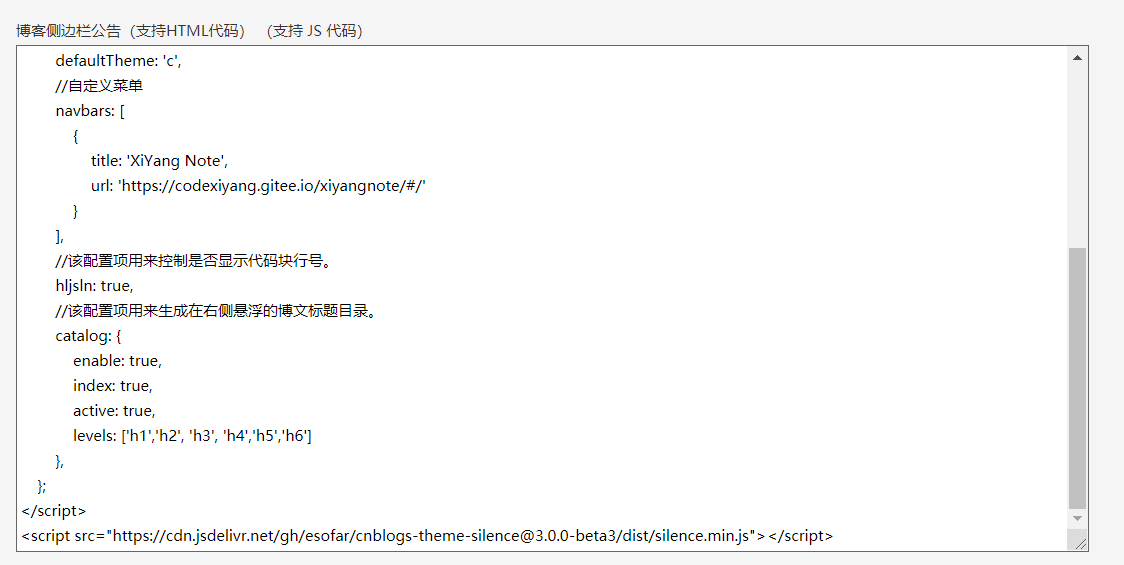 博客侧边栏公告（支持HTML代码） （支持 JS 代码）
defaultTheme: 'c',
//自定义菜单
navbars: [
{
title: 'XiYang Note',
url: 'https://codexiyang.gitee.io/xiyangnote/#/'
}
],
//该配置项用来控制是否显示代码块行号。
hljsln: true,
//该配置项用来生成在右侧悬浮的博文标题目录。
catalog: {
enable: true,
index: true,
active: true,
levels: ['h1','h2', 'h3', 'h4','h5','h6']
},
};
</script>
<script src="https://cdn.jsdelivr.net/gh/esofar/cnblogs-theme-silence@3.0.0-beta3/dist/silence.min.js"></script>